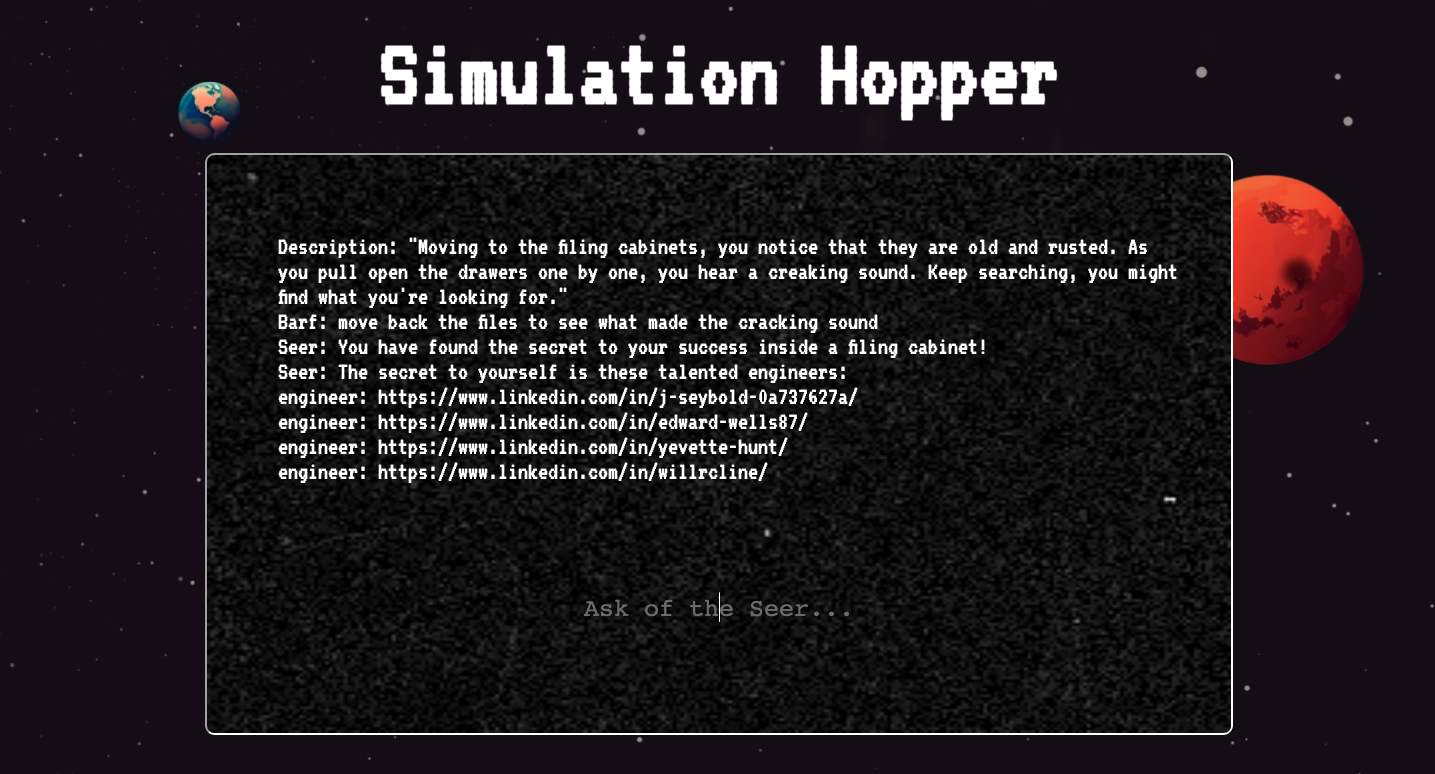 Simulation Hopper
Description: "Moving to the filing cabinets, you notice that they are old and rusted. As
you pull open the drawers one by one, you hear a creaking sound. Keep searching, you might
find what you're looking for."
Barf: move back the files to see what made the cracking sound
Seer: You have found the secret to your success inside a filing cabinet!
Seer: The secret to yourself is these talented engineers:
engineer: https://www.linkedin.com/in/j-seybold-0a737627a/
engineer: https://www.linkedin.com/in/edward-wells87/
engineer: https://www.linkedin.com/in/yevette-hunt/
engineer: https://www.linkedin.com/in/willrcline/
Ask of the Seer...